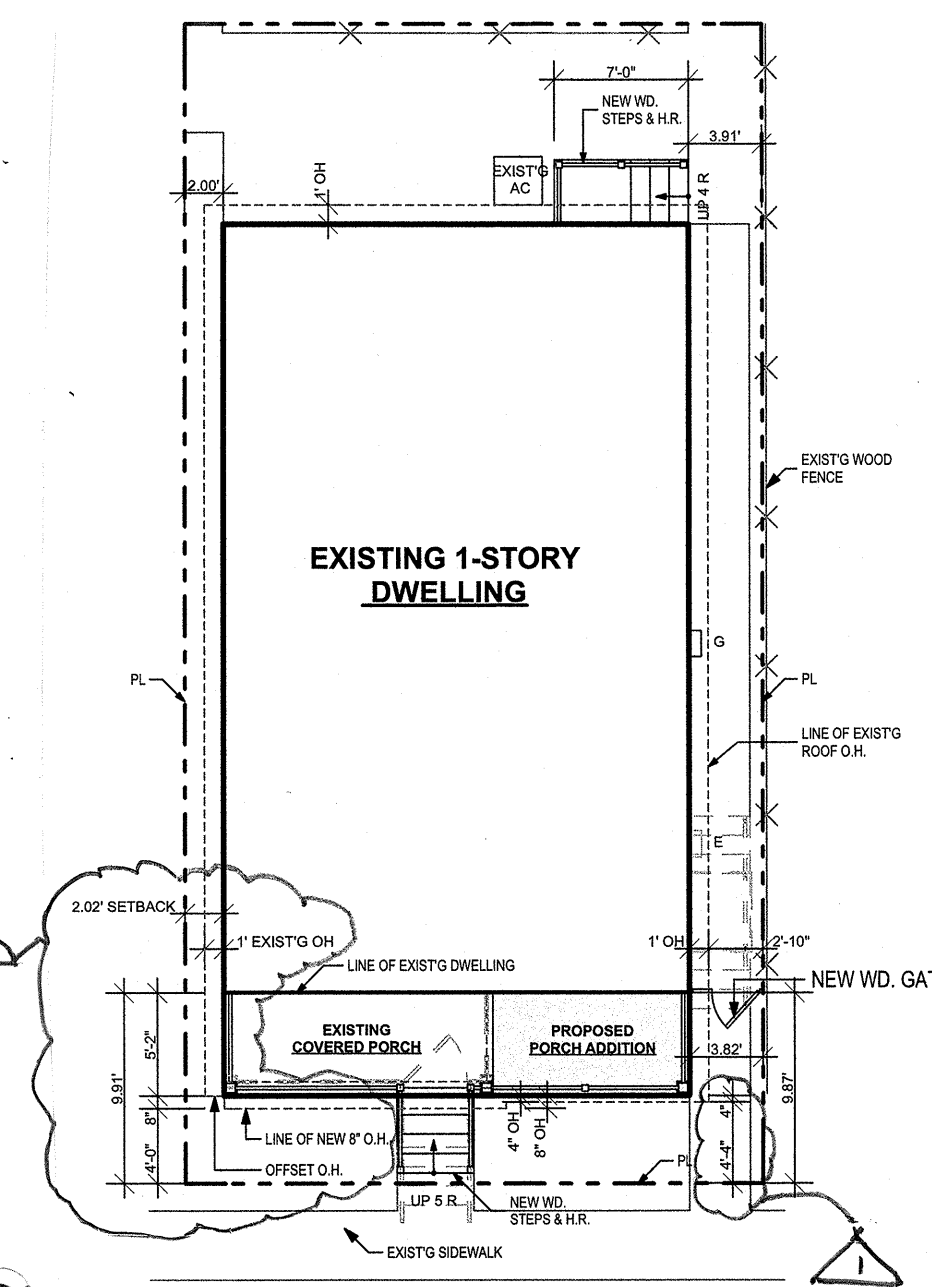 7'-0"
NEW WD.
STEPS & H.R.
3.91'
EXIST'G
AC
1' OH
2.00'
UP 4 R
EXIST'G WOOD
FENCE
EXISTING 1-STORY
DWELLING
G
PL
PL
LINE OF EXIST'G
ROOF O.H.
E
2.02' SETBACK
1' EXIST'G OH
1' OH
2'-10"
LINE OF EXIST'G DWELLING
NEW WD. GAT
EXISTING
COVERED PORCH
PROPOSED
PORCH ADDITION
3.82'
9.91'
5'-2"
8"
4'-0"
9.87'
4"
4'-4"
4" OH
8" OH
LINE OF NEW 8" O.H.
OFFSET O.H.
PL
UP 5 R
NEW WD.
STEPS & H.R.
EXIST'G SIDEWALK
1